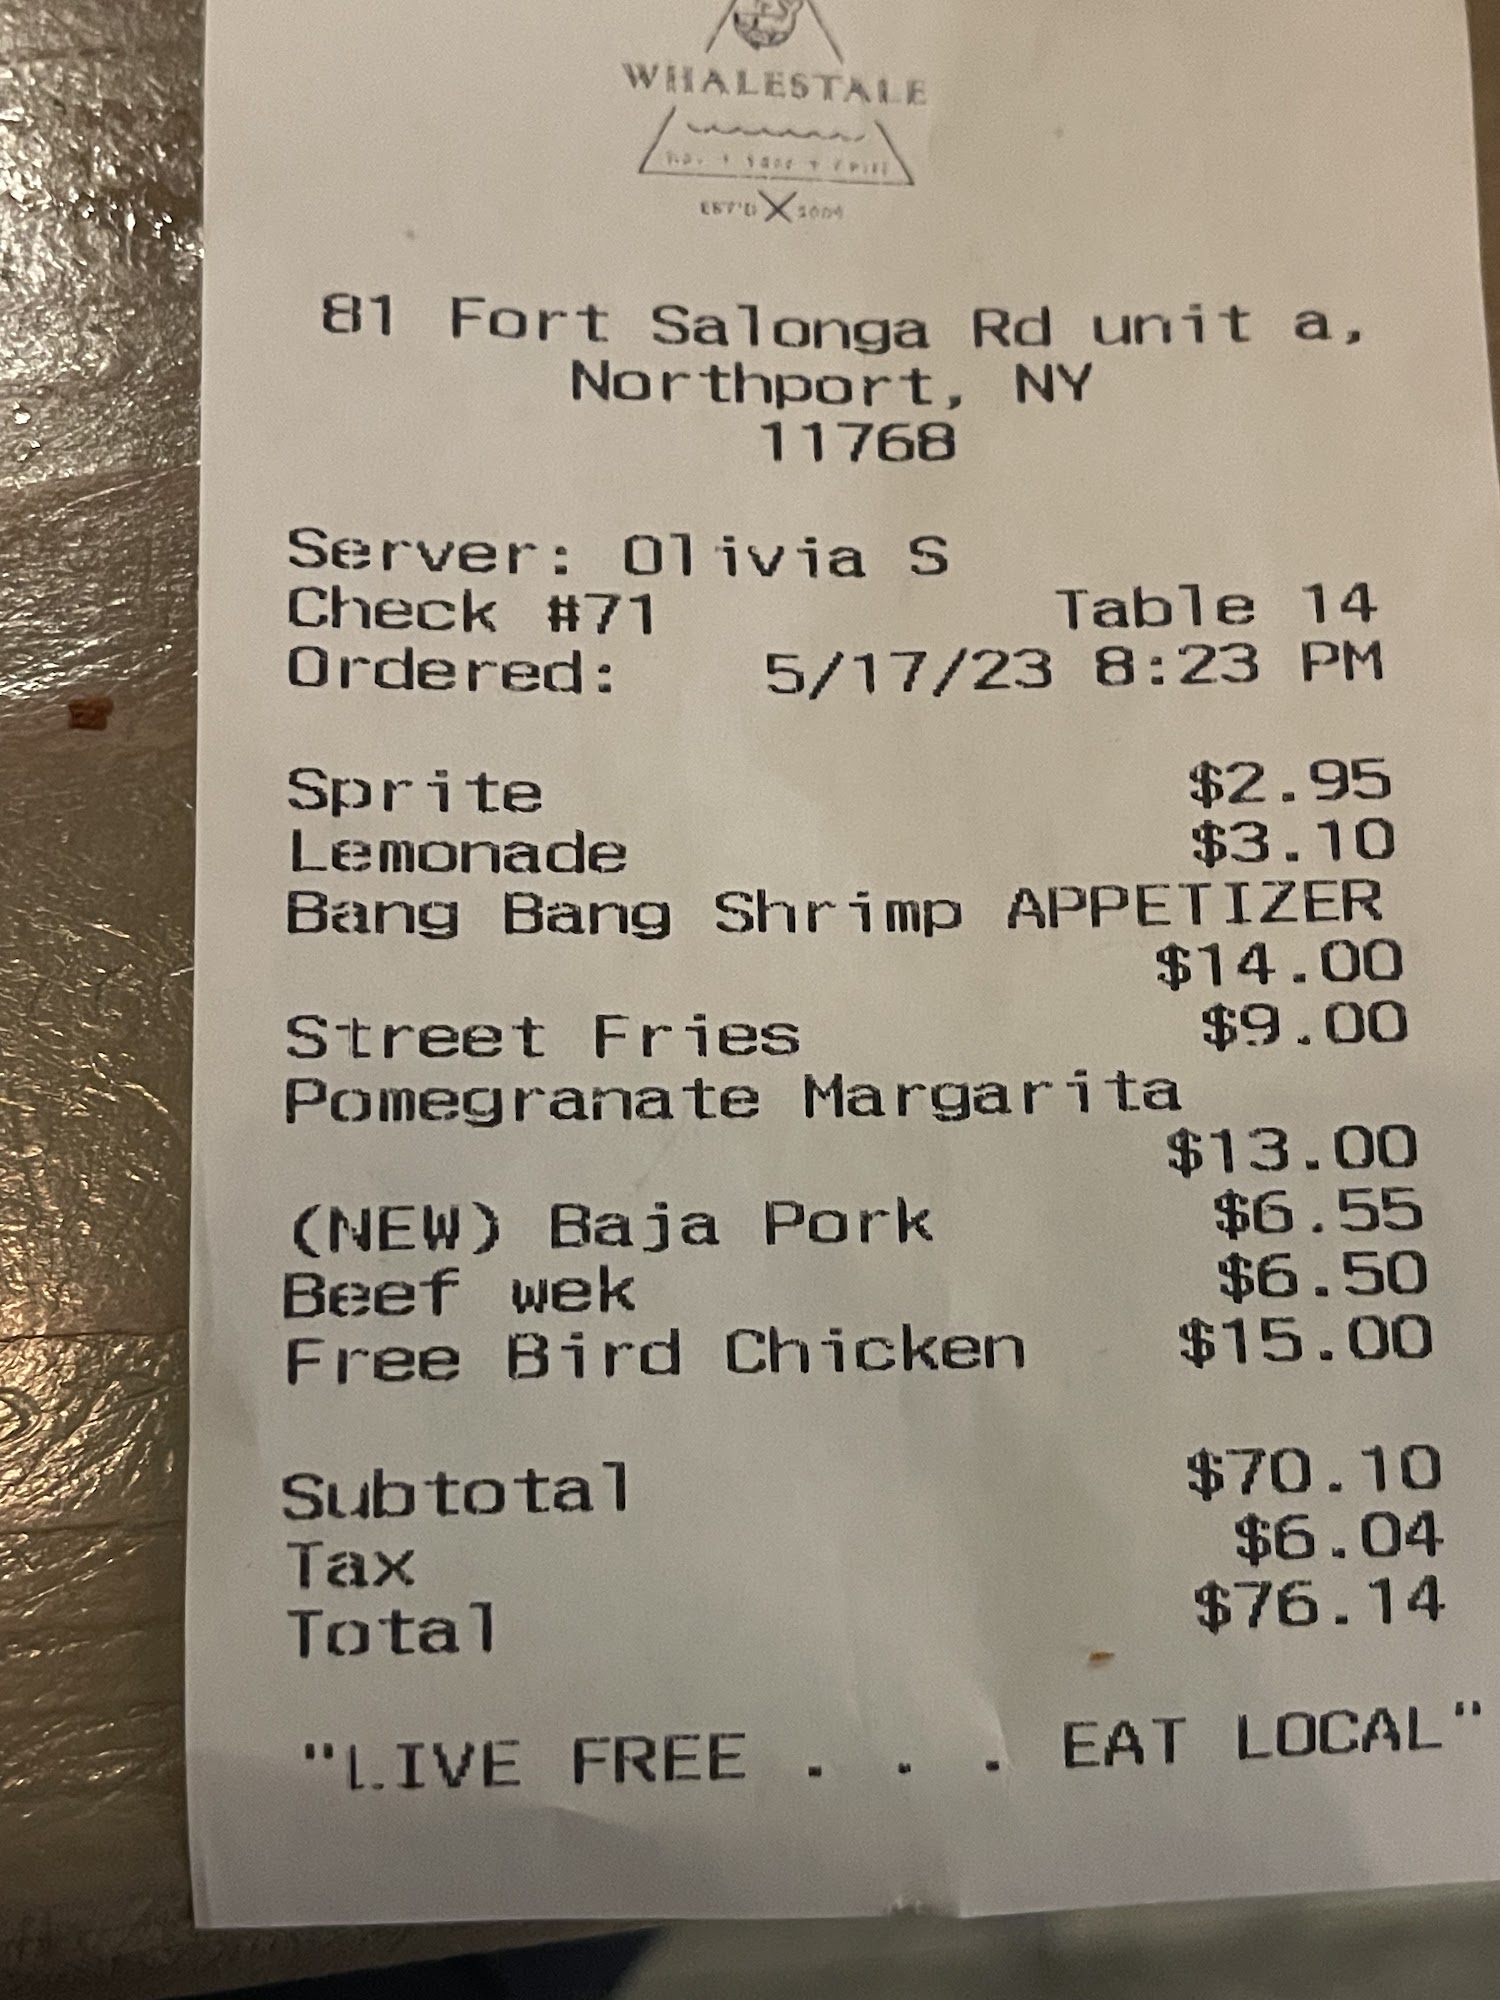 WHALESTALE
EST'D X 2009
81 Fort Salonga Rd unit a,
Northport, NY
11768
Server: Olivia S
Check #71 Table 14
Ordered: 5/17/23 8:23 PM
Sprite $2.95
Lemonade $3.10
Bang Bang Shrimp APPETIZER
$14.00
Street Fries $9.00
Pomegranate Margarita
$13.00
(NEW) Baja Pork $6.55
Beef wek $6.50
Free Bird Chicken $15.00
Subtotal $70.10
Tax $6.04
Total $76.14
"LIVE FREE . . . EAT LOCAL"